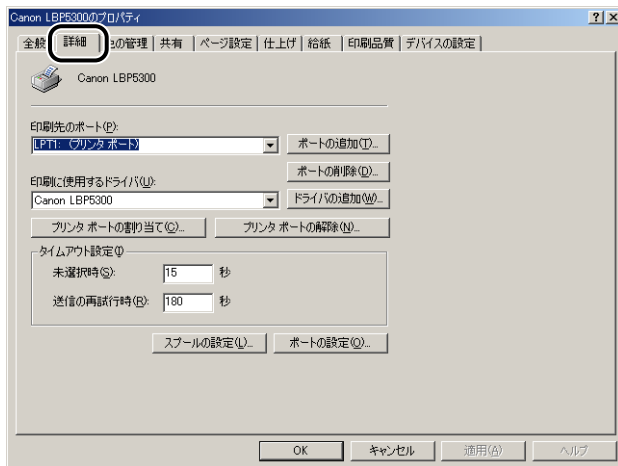 Canon LBP5300のプロパティ
全般 詳細 色の管理 共有 ページ設定 仕上げ 給紙 印刷品質 デバイスの設定
Canon LBP5300
印刷先のポート(P):
LPT1: (プリンタ ポート)
ポートの追加(T)...
ポートの削除(D)...
印刷に使用するドライバ(U):
Canon LBP5300
ドライバの追加(W)...
プリンタ ポートの割り当て(C)... プリンタ ポートの解除(N)...
タイムアウト設定(I)
未選択時(S): 15 秒
送信の再試行時(R): 180 秒
スプールの設定(L)... ポートの設定(O)...
OK キャンセル 適用(A) ヘルプ